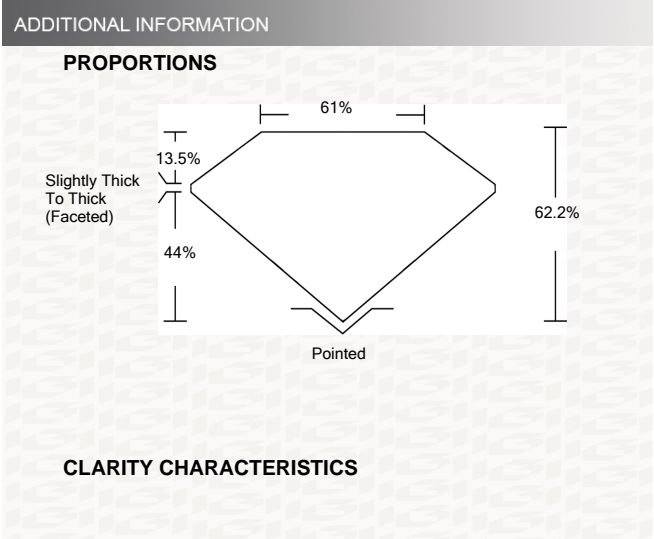 ADDITIONAL INFORMATION
PROPORTIONS
61%
13.5%
Slightly Thick
To Thick
(Faceted)
62.2%
44%
Pointed
CLARITY CHARACTERISTICS